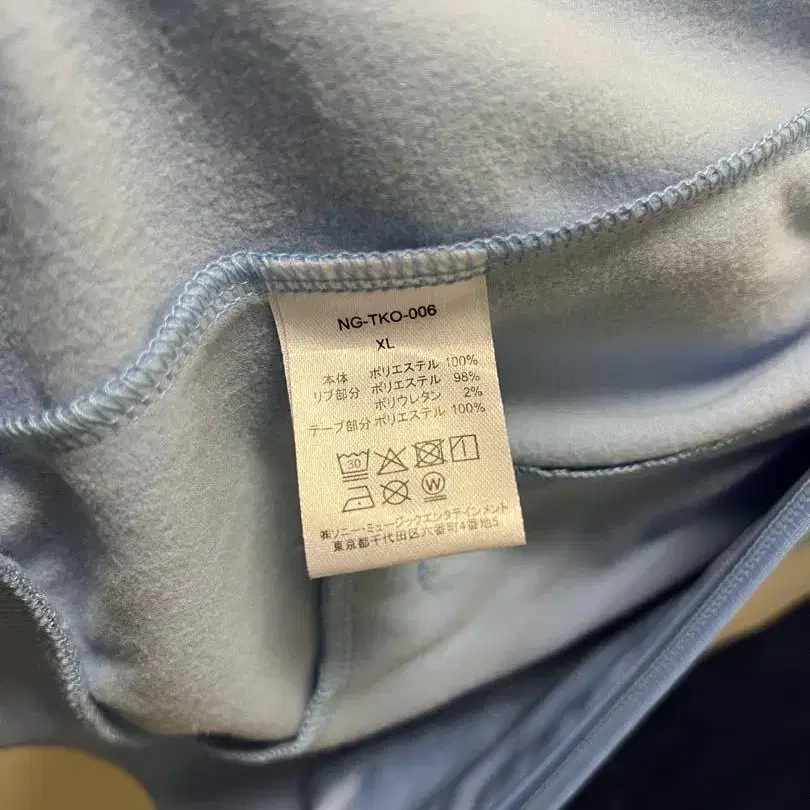 NG-TKO-006
XL
本体 ポリエステル 100%
リブ部分 ポリエステル 98%
ポリウレタン 2%
テープ部分 ポリエステル 100%
30
W
㈱ソニー・ミュージックエンタテインメント
東京都千代田区六番町4番地5